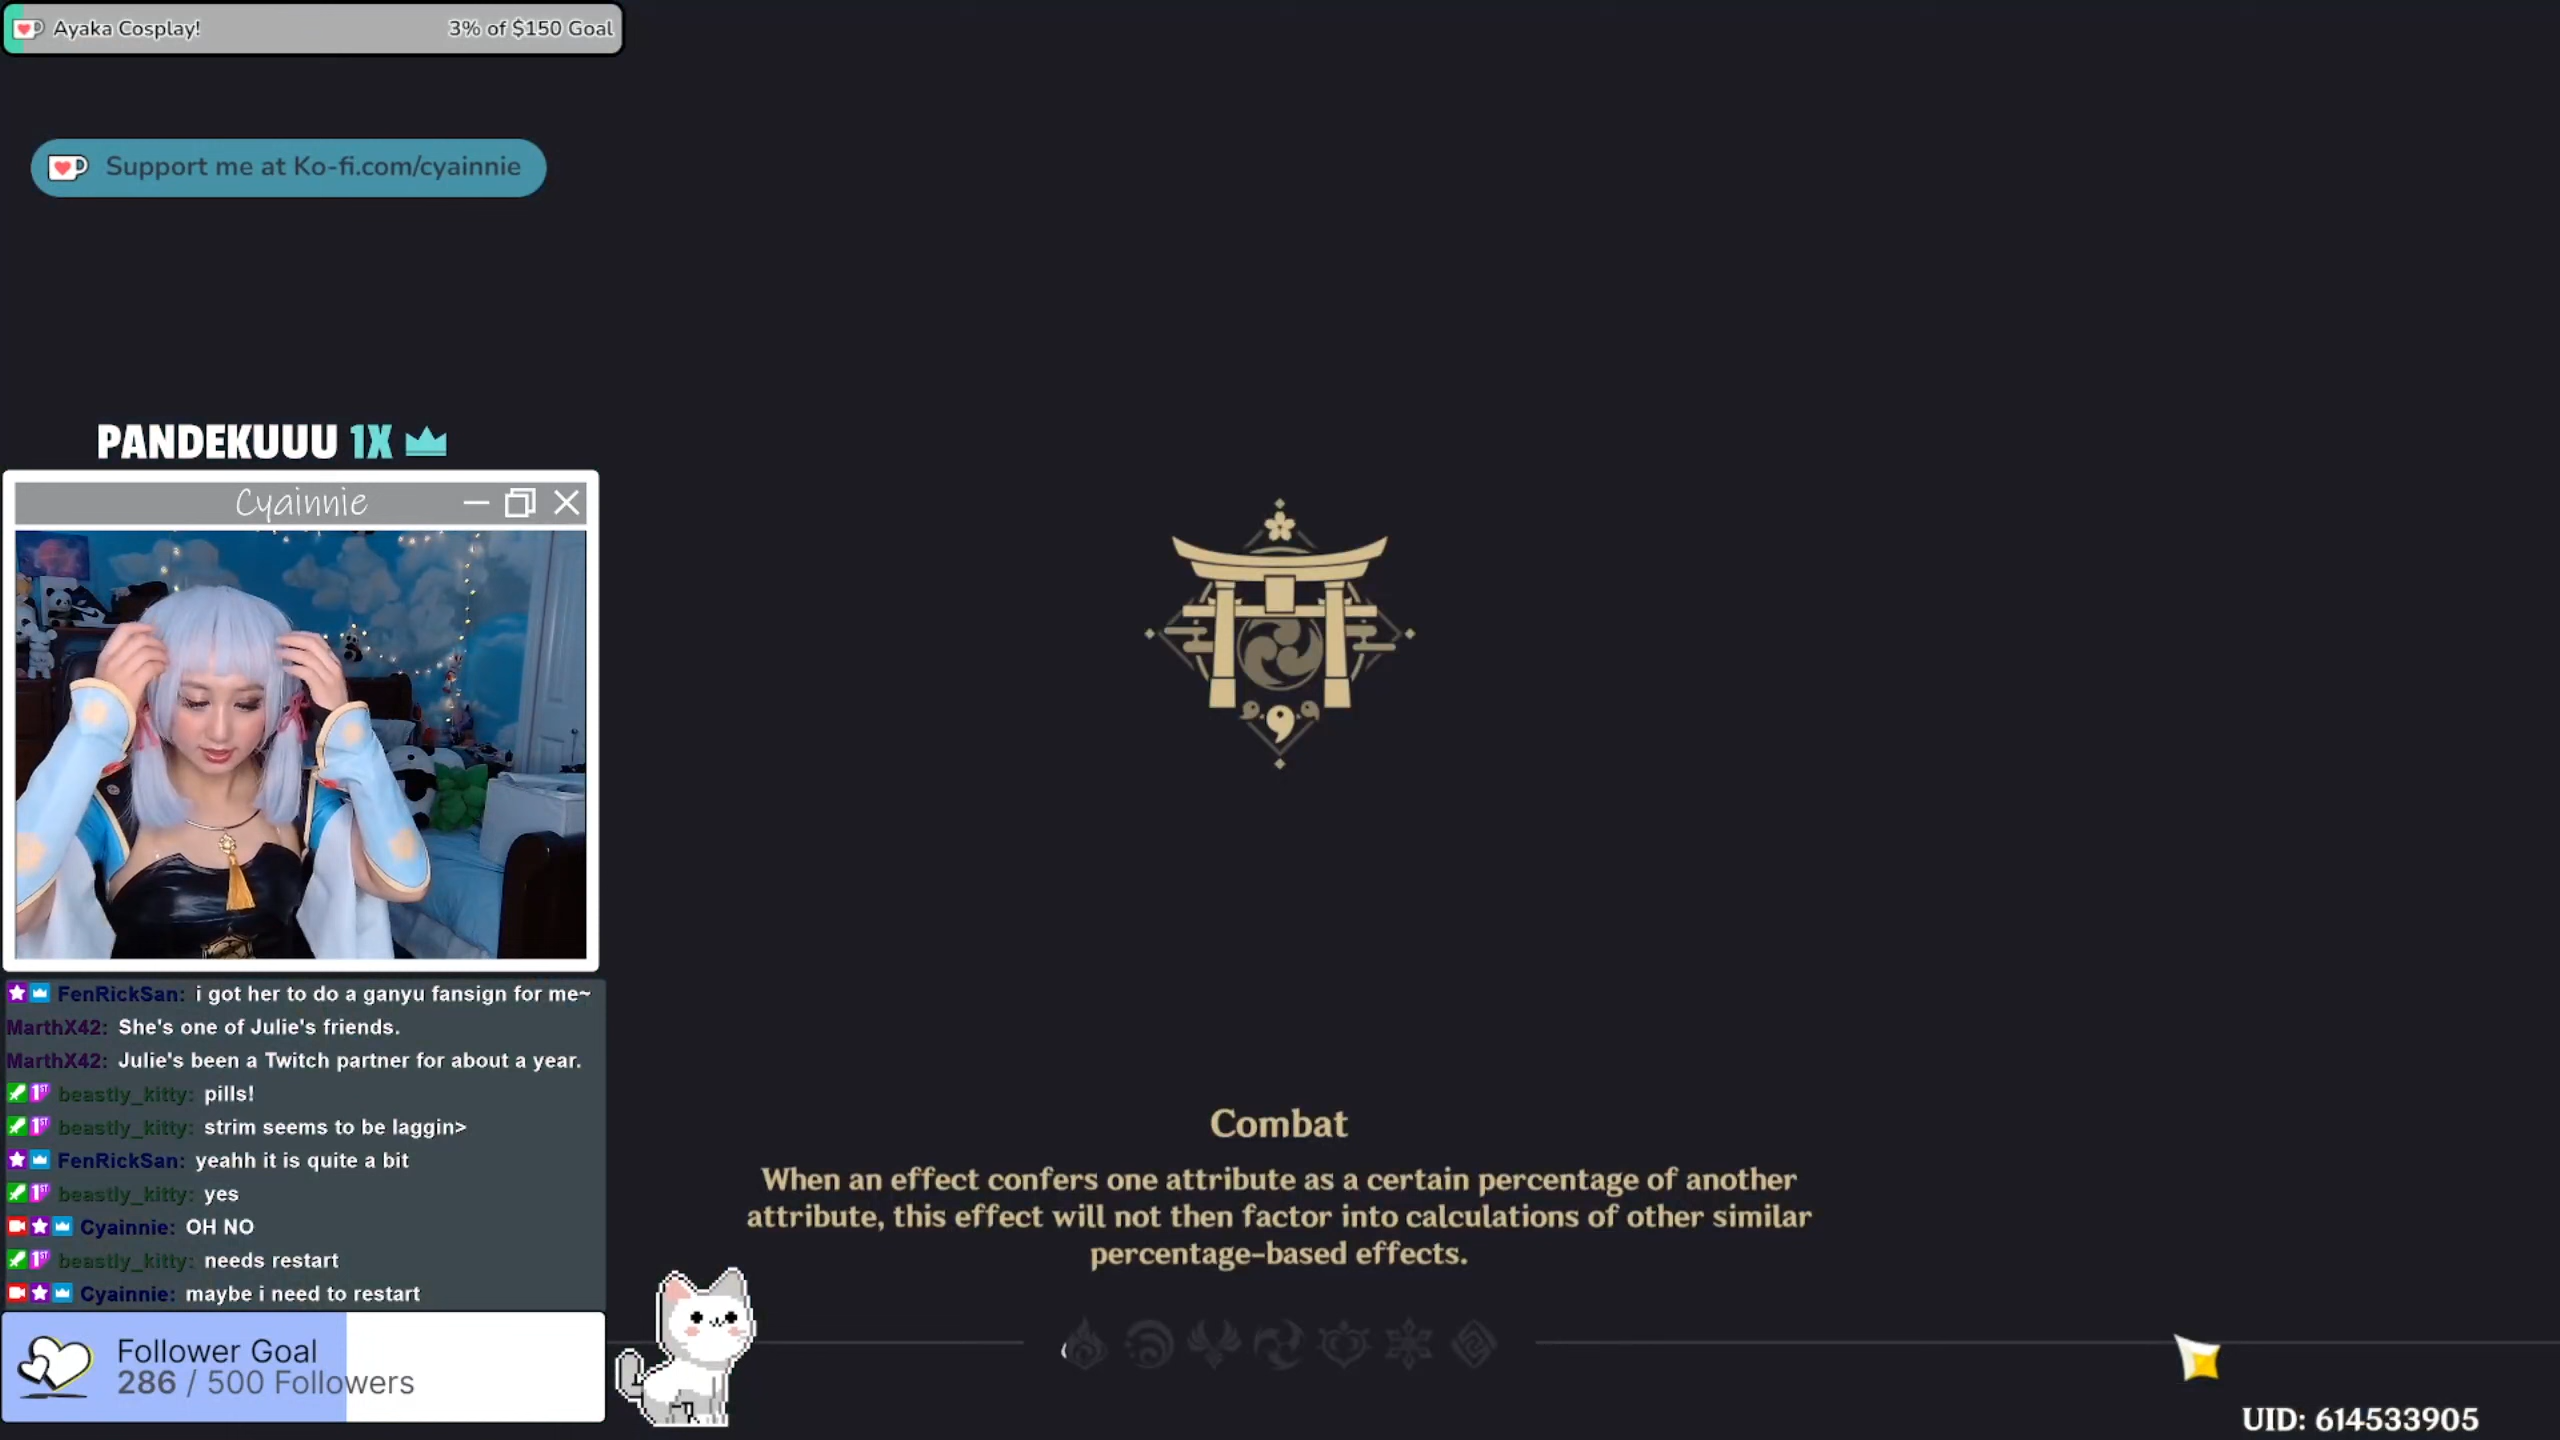 Ayaka Cosplay!
3% of $150 Goal
Support me at Ko-fi.com/cyainnie
PANDEKUUU 1X
Cyainnie
FenRickSan: i got her to do a ganyu fansign for me~
MarthX42: She's one of Julie's friends.
MarthX42: Julie's been a Twitch partner for about a year.
1ST beastly_kitty: pills!
1ST beastly_kitty: strim seems to be laggin>
FenRickSan: yeahh it is quite a bit
1ST beastly_kitty: yes
Cyainnie: OH NO
1ST beastly_kitty: needs restart
Cyainnie: maybe i need to restart
Follower Goal
286 / 500 Followers
Combat
When an effect confers one attribute as a certain percentage of another
attribute, this effect will not then factor into calculations of other similar
percentage-based effects.
UID: 614533905